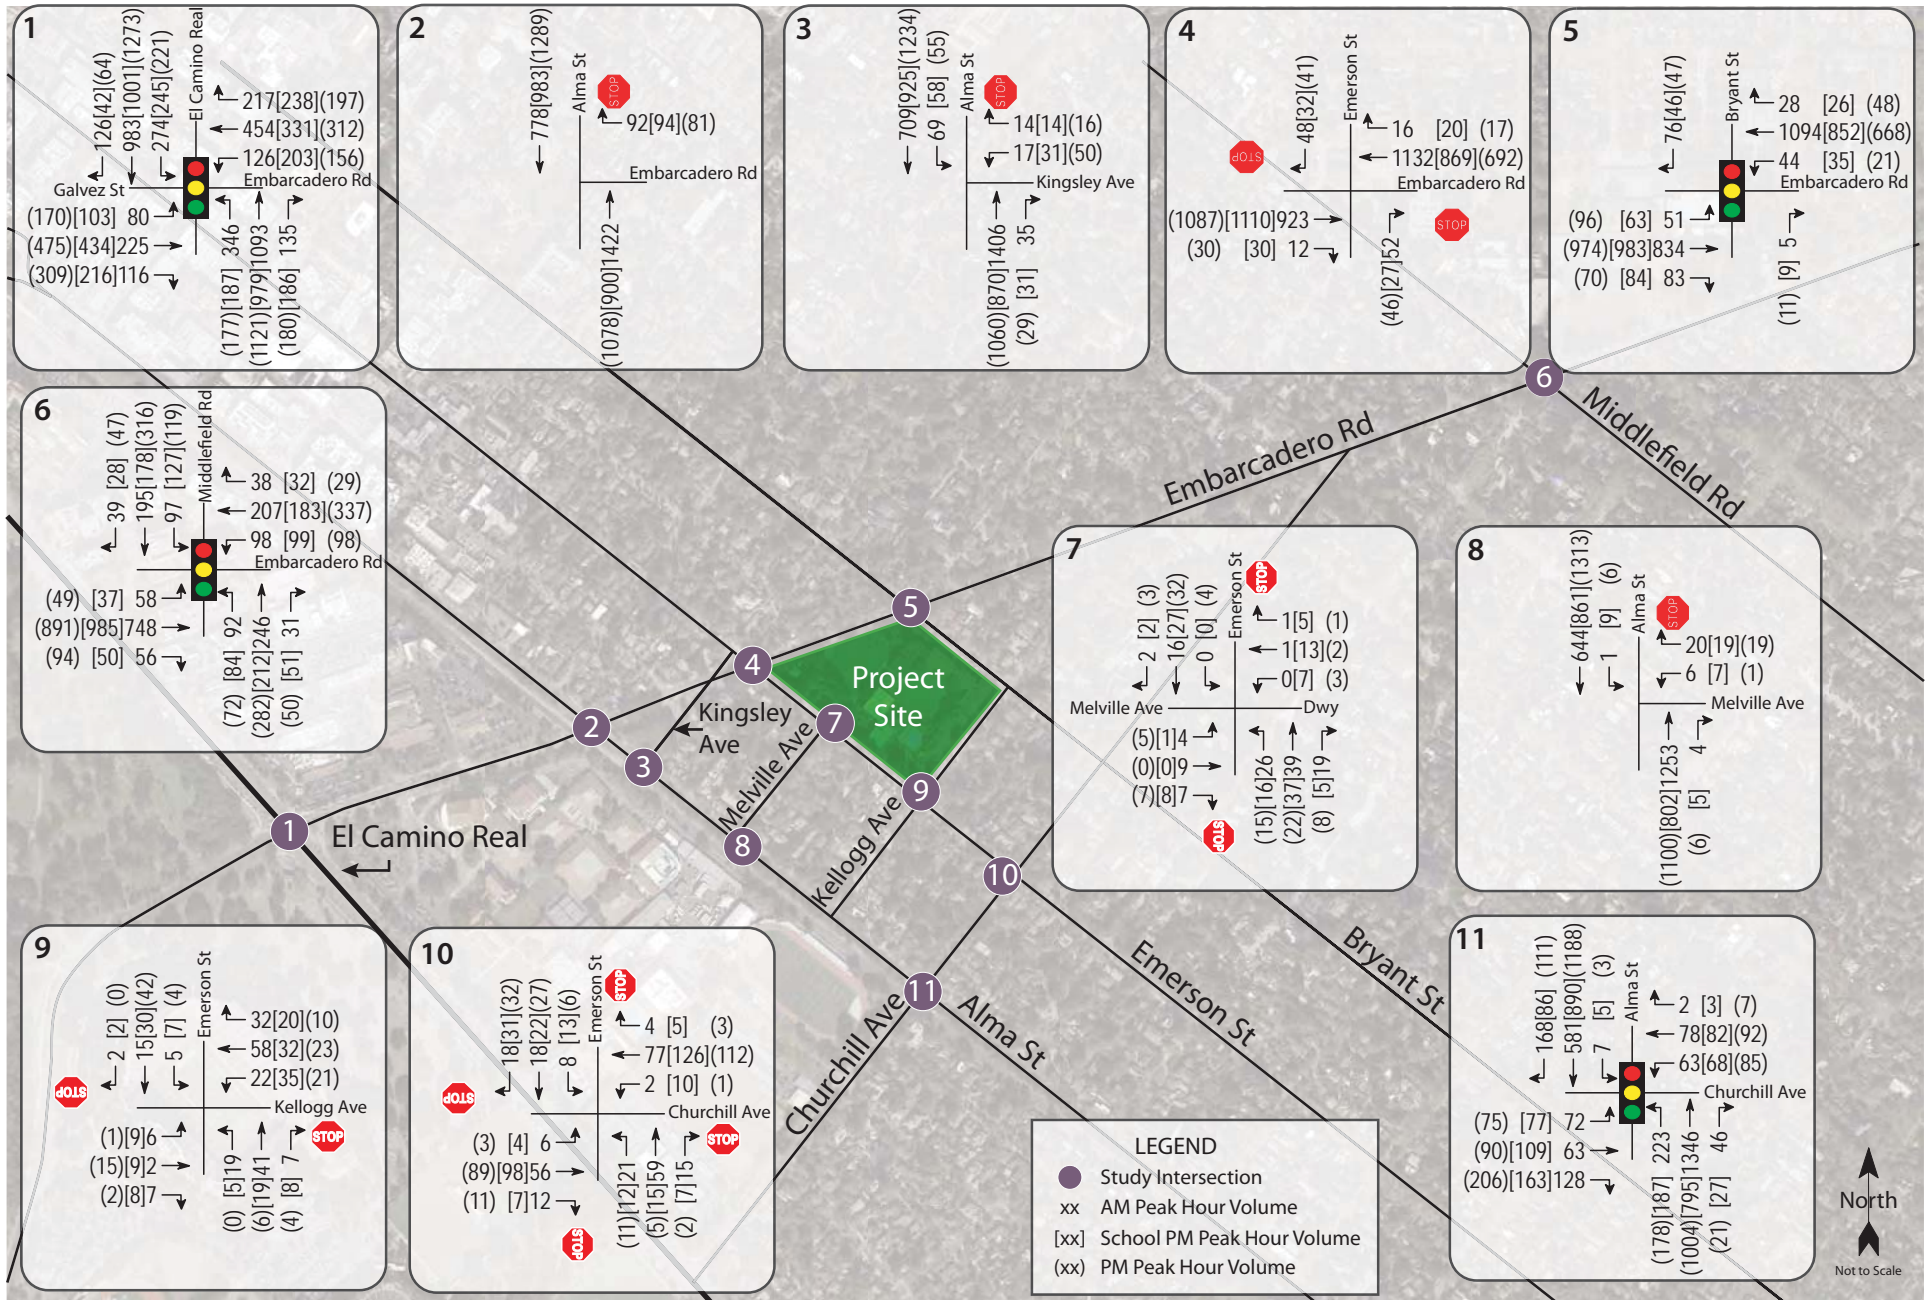 1
126[42](64)
983[1001](1273)
274[245](221)
El Camino Real
217[238](197)
454[331](312)
126[203](156)
Galvez St
Embarcadero Rd
(170)[103] 80
(475)[434]225
(309)[216]116
(177)[187] 346
(1121)[979]1093
(180)[186] 135
2
778[983](1289)
Alma St
STOP
92[94](81)
Embarcadero Rd
(1078)[900]1422
3
709[925](1234)
69 [58] (55)
Alma St
STOP
14[14](16)
17[31](50)
Kingsley Ave
(1060)[870]1406
(29) [31] 35
4
48[32](41)
Emerson St
STOP
16 [20] (17)
1132[869](692)
Embarcadero Rd
(1087)[1110]923
(30) [30] 12
STOP
(46)[27]52
5
76[46](47)
Bryant St
28 [26] (48)
1094[852](668)
44 [35] (21)
Embarcadero Rd
(96) [63] 51
(974)[983]834
(70) [84] 83
(11) [9] 5
6
39 [28] (47)
195[178](316)
97 [127](119)
Middlefield Rd
38 [32] (29)
207[183](337)
98 [99] (98)
Embarcadero Rd
(49) [37] 58
(891)[985]748
(94) [50] 56
(72) [84] 92
(282)[212]246
(50) [51] 31
7
2 [2] (3)
16[27](32)
0 [0] (4)
Emerson St
STOP
1[5] (1)
1[13](2)
0[7] (3)
Melville Ave
Dwy
(5)[1]4
(0)[0]9
(7)[8]7
STOP
(15)[16]26
(22)[37]39
(8) [5]19
8
644[861](1313)
1 [9] (6)
Alma St
STOP
20[19](19)
6 [7] (1)
Melville Ave
(1100)[802]1253
(6) [5] 4
9
2 [2] (0)
15[30](42)
5 [7] (4)
Emerson St
32[20](10)
58[32](23)
22[35](21)
STOP
Kellogg Ave
(1)[9]6
(15)[9]2
(2)[8]7
STOP
(0) [5]19
(6)[19]41
(4) [8] 7
10
18[31](32)
18[22](27)
8 [13](6)
Emerson St
STOP
4 [5] (3)
77[126](112)
2 [10] (1)
STOP
Churchill Ave
(3) [4] 6
(89)[98]56
(11) [7]12
STOP
STOP
(11)[12]21
(5)[15]59
(2) [7]15
11
168[86] (111)
581[890](1188)
7 [5] (3)
Alma St
2 [3] (7)
78[82](92)
63[68](85)
Churchill Ave
(75) [77] 72
(90)[109] 63
(206)[163]128
(178)[187] 223
(1004)[795]1346
(21) [27] 46
Embarcadero Rd
Middlefield Rd
6
5
4
Project
Site
2
Kingsley
Ave
7
3
Melville Ave
9
1
El Camino Real
8
Kellogg Ave
10
11
Churchill Ave
Alma St
Emerson St
Bryant St
LEGEND
Study Intersection
xx AM Peak Hour Volume
[xx] School PM Peak Hour Volume
(xx) PM Peak Hour Volume
North
Not to Scale